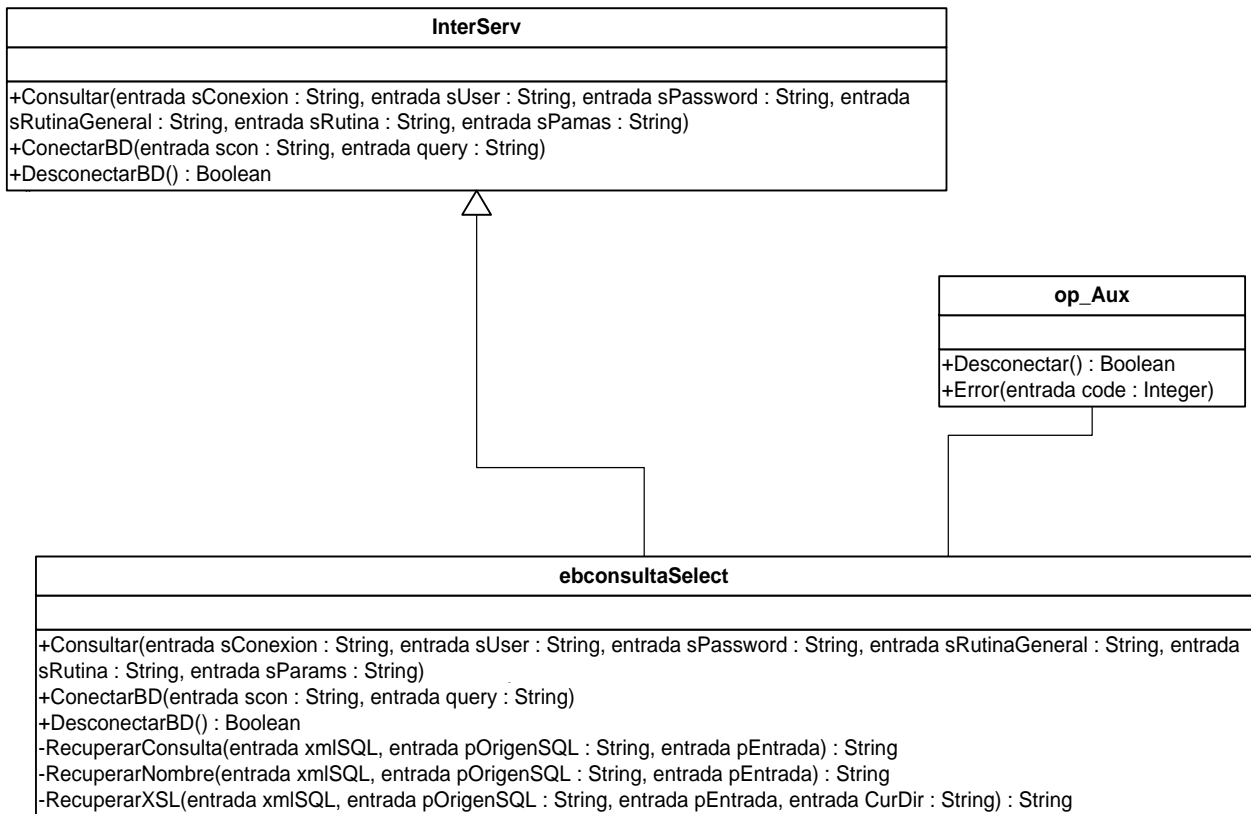 InterServ
+Consultar(entrada sConexion : String, entrada sUser : String, entrada sPassword : String, entrada
sRutinaGeneral : String, entrada sRutina : String, entrada sPamas : String)
+ConectarBD(entrada scon : String, entrada query : String)
+DesconectarBD() : Boolean
op_Aux
+Desconectar() : Boolean
+Error(entrada code : Integer)
ebconsultaSelect
+Consultar(entrada sConexion : String, entrada sUser : String, entrada sPassword : String, entrada sRutinaGeneral : String, entrada
sRutina : String, entrada sParams : String)
+ConectarBD(entrada scon : String, entrada query : String)
+DesconectarBD() : Boolean
-RecuperarConsulta(entrada xmlSQL, entrada pOrigenSQL : String, entrada pEntrada) : String
-RecuperarNombre(entrada xmlSQL, entrada pOrigenSQL : String, entrada pEntrada) : String
-RecuperarXSL(entrada xmlSQL, entrada pOrigenSQL : String, entrada pEntrada, entrada CurDir : String) : String